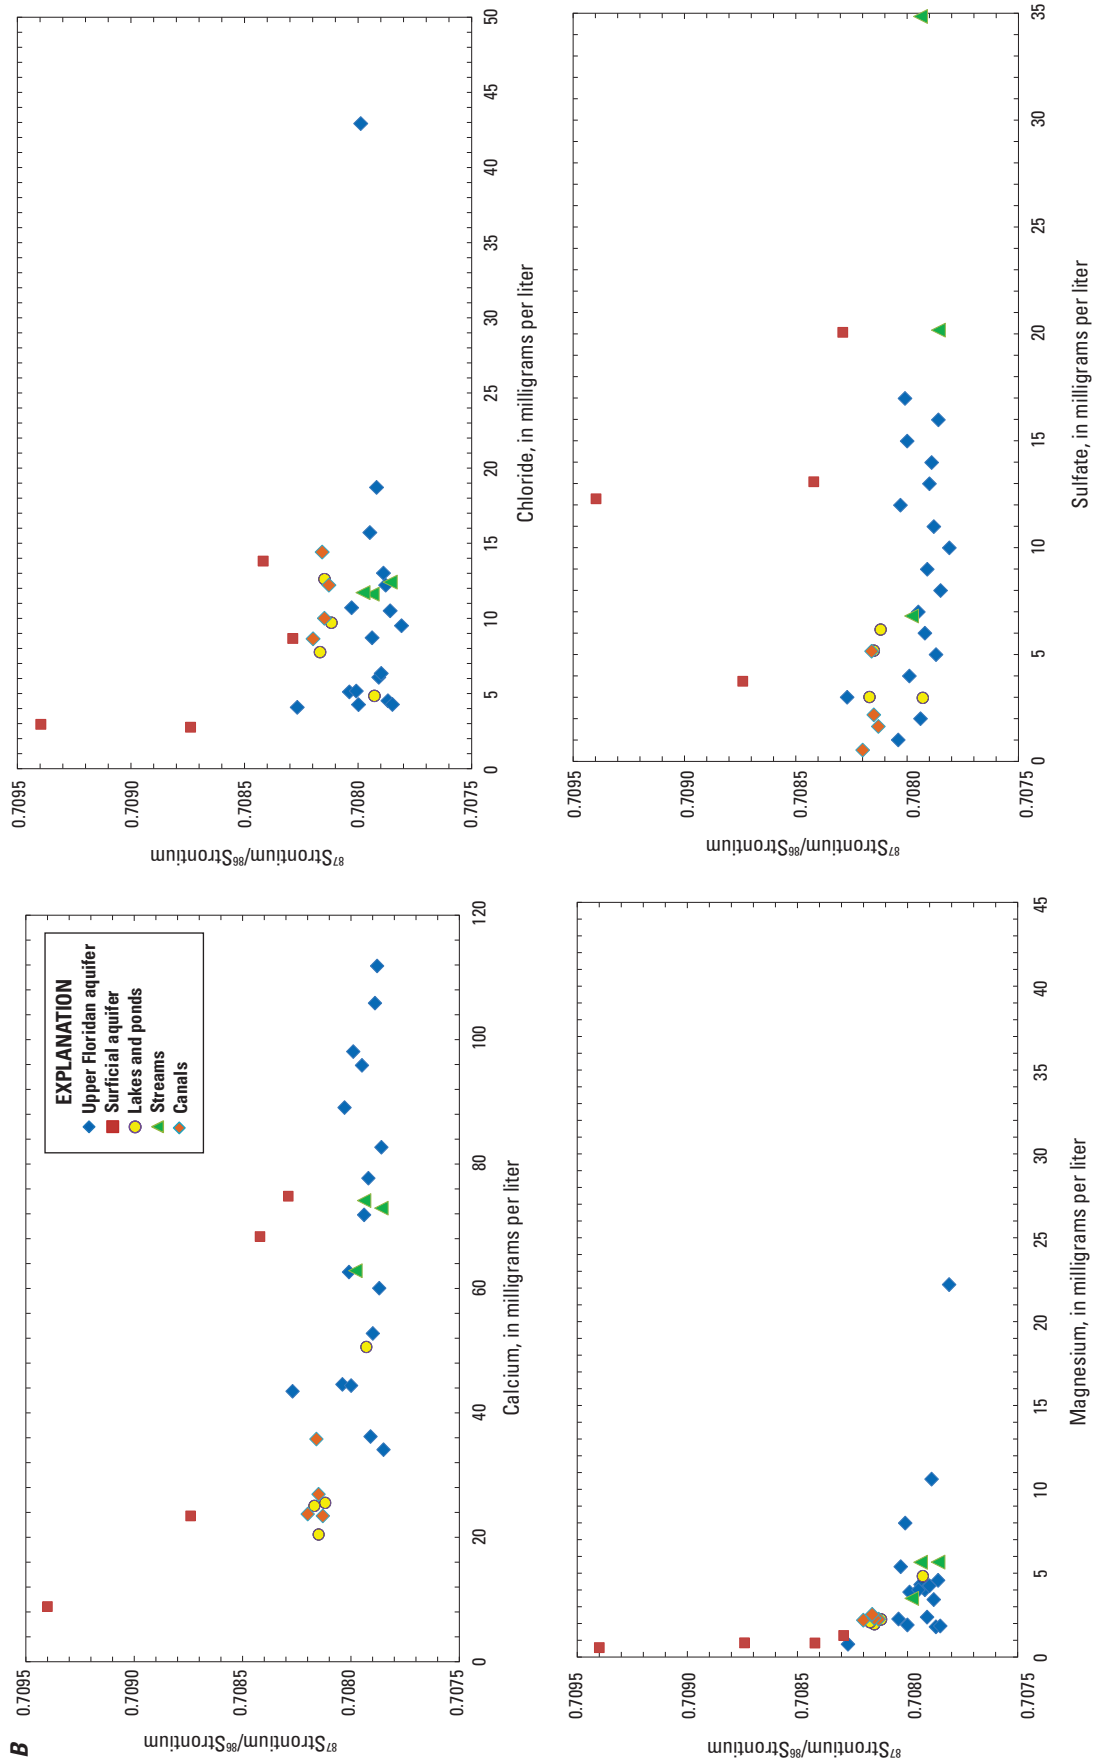 B
⁸⁷Strontium/⁸⁶Strontium
0.7095
0.7090
0.7085
0.7080
0.7075
0 20 40 60 80 100 120
Calcium, in milligrams per liter
EXPLANATION
Upper Floridan aquifer
Surficial aquifer
Lakes and ponds
Streams
Canals
⁸⁷Strontium/⁸⁶Strontium
0.7095
0.7090
0.7085
0.7080
0.7075
0 5 10 15 20 25 30 35 40 45 50
Chloride, in milligrams per liter
⁸⁷Strontium/⁸⁶Strontium
0.7095
0.7090
0.7085
0.7080
0.7075
0 5 10 15 20 25 30 35 40 45
Magnesium, in milligrams per liter
⁸⁷Strontium/⁸⁶Strontium
0.7095
0.7090
0.7085
0.7080
0.7075
0 5 10 15 20 25 30 35
Sulfate, in milligrams per liter